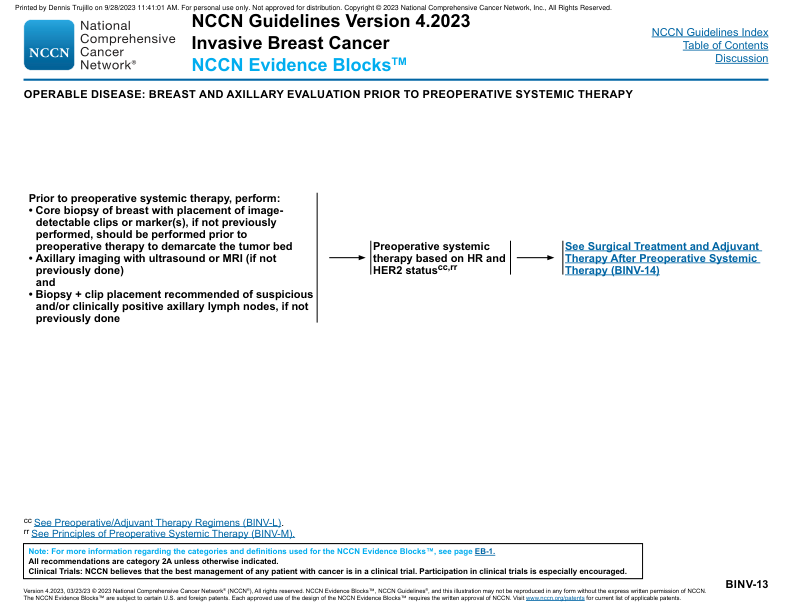 Printed by Dennis Trujillo on 9/28/2023 11:41:01 AM. For personal use only. Not approved for distribution. Copyright © 2023 National Comprehensive Cancer Network, Inc., All Rights Reserved.
NCCN
National
Comprehensive
Cancer
Network®
NCCN Guidelines Version 4.2023
Invasive Breast Cancer
NCCN Evidence Blocks™
NCCN Guidelines Index
Table of Contents
Discussion
OPERABLE DISEASE: BREAST AND AXILLARY EVALUATION PRIOR TO PREOPERATIVE SYSTEMIC THERAPY
Prior to preoperative systemic therapy, perform:
• Core biopsy of breast with placement of image-
detectable clips or marker(s), if not previously
performed, should be performed prior to
preoperative therapy to demarcate the tumor bed
• Axillary imaging with ultrasound or MRI (if not
previously done)
and
• Biopsy + clip placement recommended of suspicious
and/or clinically positive axillary lymph nodes, if not
previously done
Preoperative systemic
therapy based on HR and
HER2 status cc,rr
See Surgical Treatment and Adjuvant
Therapy After Preoperative Systemic
Therapy (BINV-14)
cc See Preoperative/Adjuvant Therapy Regimens (BINV-L).
rr See Principles of Preoperative Systemic Therapy (BINV-M).
Note: For more information regarding the categories and definitions used for the NCCN Evidence Blocks™, see page EB-1.
All recommendations are category 2A unless otherwise indicated.
Clinical Trials: NCCN believes that the best management of any patient with cancer is in a clinical trial. Participation in clinical trials is especially encouraged.
BINV-13
Version 4.2023, 03/23/23 © 2023 National Comprehensive Cancer Network® (NCCN®), All rights reserved. NCCN Evidence Blocks™, NCCN Guidelines®, and this illustration may not be reproduced in any form without the express written permission of NCCN.
The NCCN Evidence Blocks™ are subject to certain U.S. and foreign patents. Each approved use of the design of the NCCN Evidence Blocks™ requires the written approval of NCCN. Visit www.nccn.org/patents for current list of applicable patents.